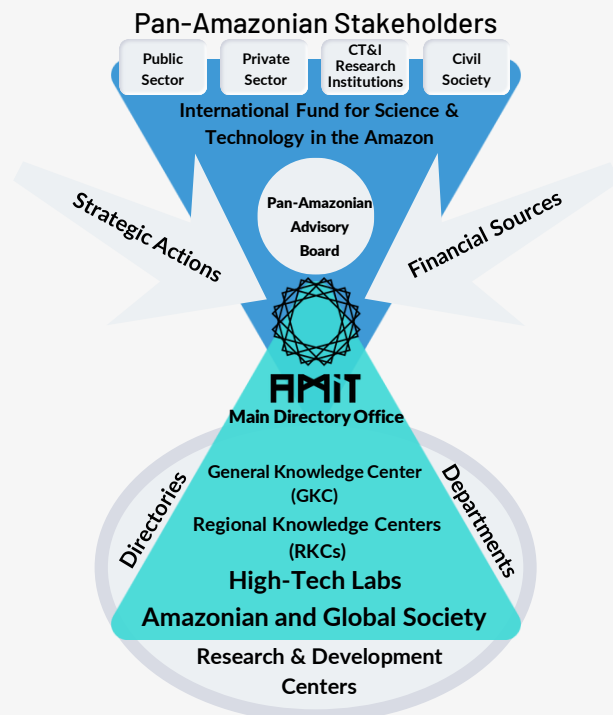 Pan-Amazonian Stakeholders
Public
Sector
Private
Sector
CT&I
Research
Institutions
Civil
Society
International Fund for Science &
Technology in the Amazon
Strategic Actions
Pan-Amazonian
Advisory
Board
Financial Sources
AMiT
Main Directory Office
Directories
General Knowledge Center
(GKC)
Regional Knowledge Centers
(RKCs)
High-Tech Labs
Amazonian and Global Society
Departments
Research & Development
Centers